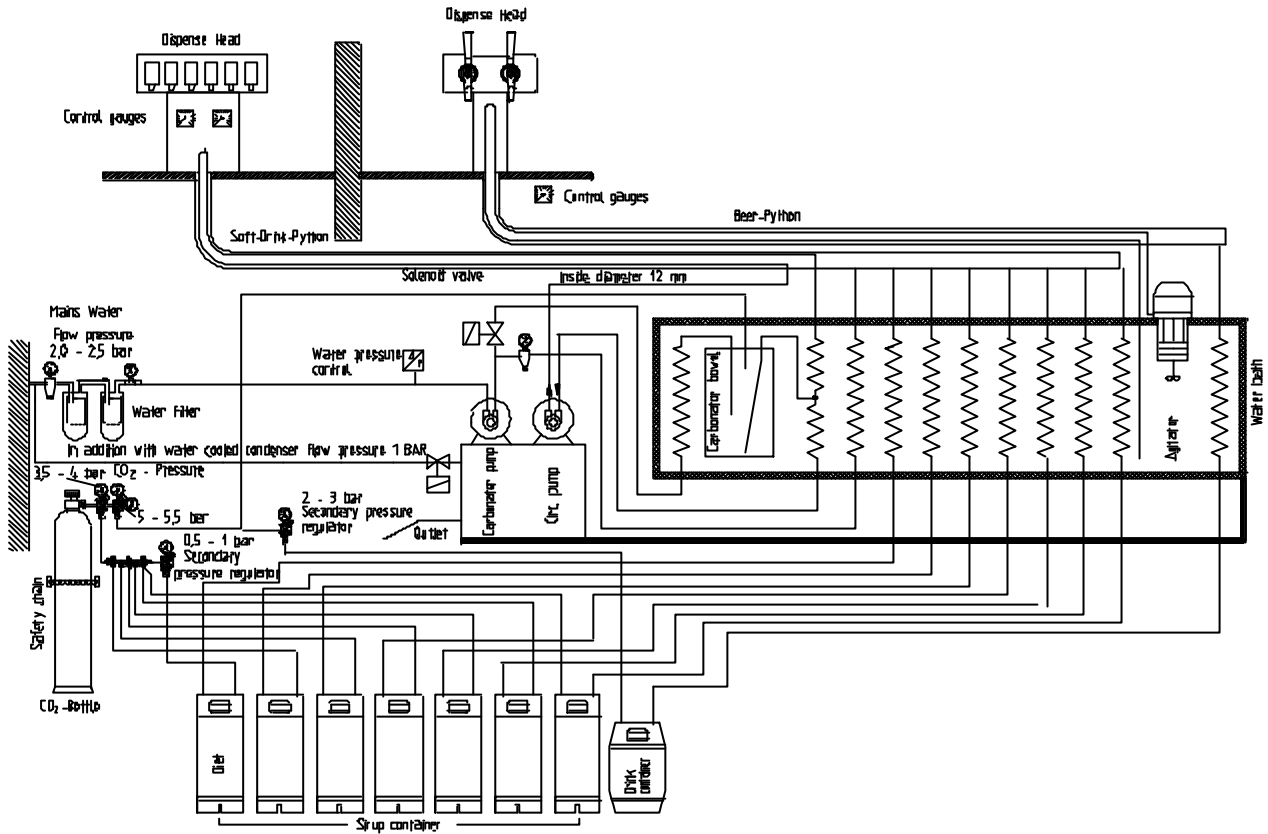 Dispense Head
Dispense Head
Control gauges
Control gauges
Beer-Python
Soft-Drink-Python
Solenoff valve
Inside diameter 12 mm
Mains Water
Flow pressure
2,0 - 2,5 bar
Water pressure
control
Water Filter
Carbonator bowel
Agitator
Water bath
In addition with water cooled condenser flow pressure 1 BAR
3,5 - 4 bar CO2 - Pressure
5 - 5,5 bar
Carbonator pump
Circ. pump
2 - 3 bar
Secondary pressure
regulator
Outlet
0,5 - 1 bar
Secondary
pressure regulator
Safety chain
CO2-Bottle
Diet
Drink
container
Sirup container